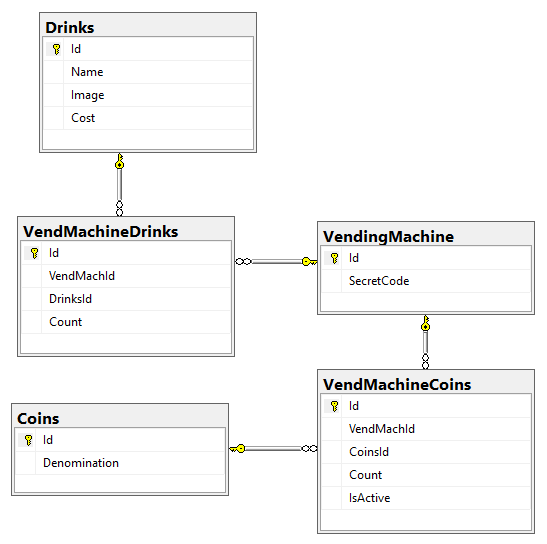 Drinks
Id
Name
Image
Cost
VendMachineDrinks
Id
VendMachId
DrinksId
Count
VendingMachine
Id
SecretCode
VendMachineCoins
Id
VendMachId
CoinsId
Count
IsActive
Coins
Id
Denomination